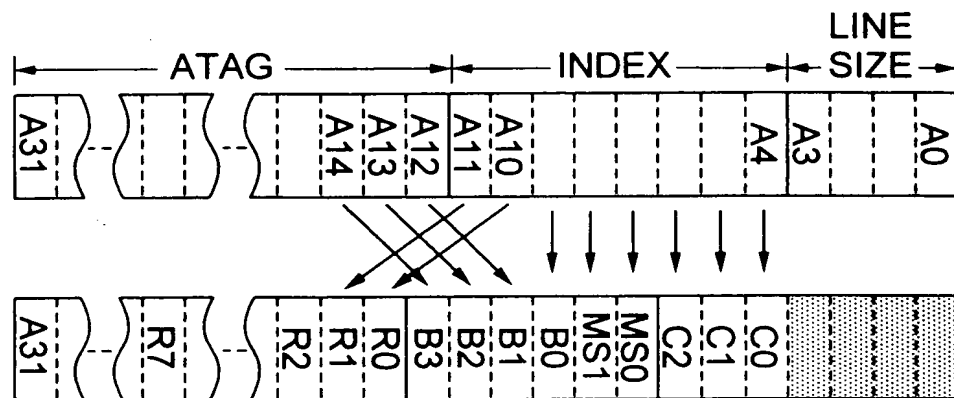 LINE
ATAG INDEX SIZE
A31 A14 A13 A12 A11 A10 A4 A3 A0
A31 R7 R2 R1 R0 B3 B2 B1 B0 MS1 MS0 C2 C1 C0